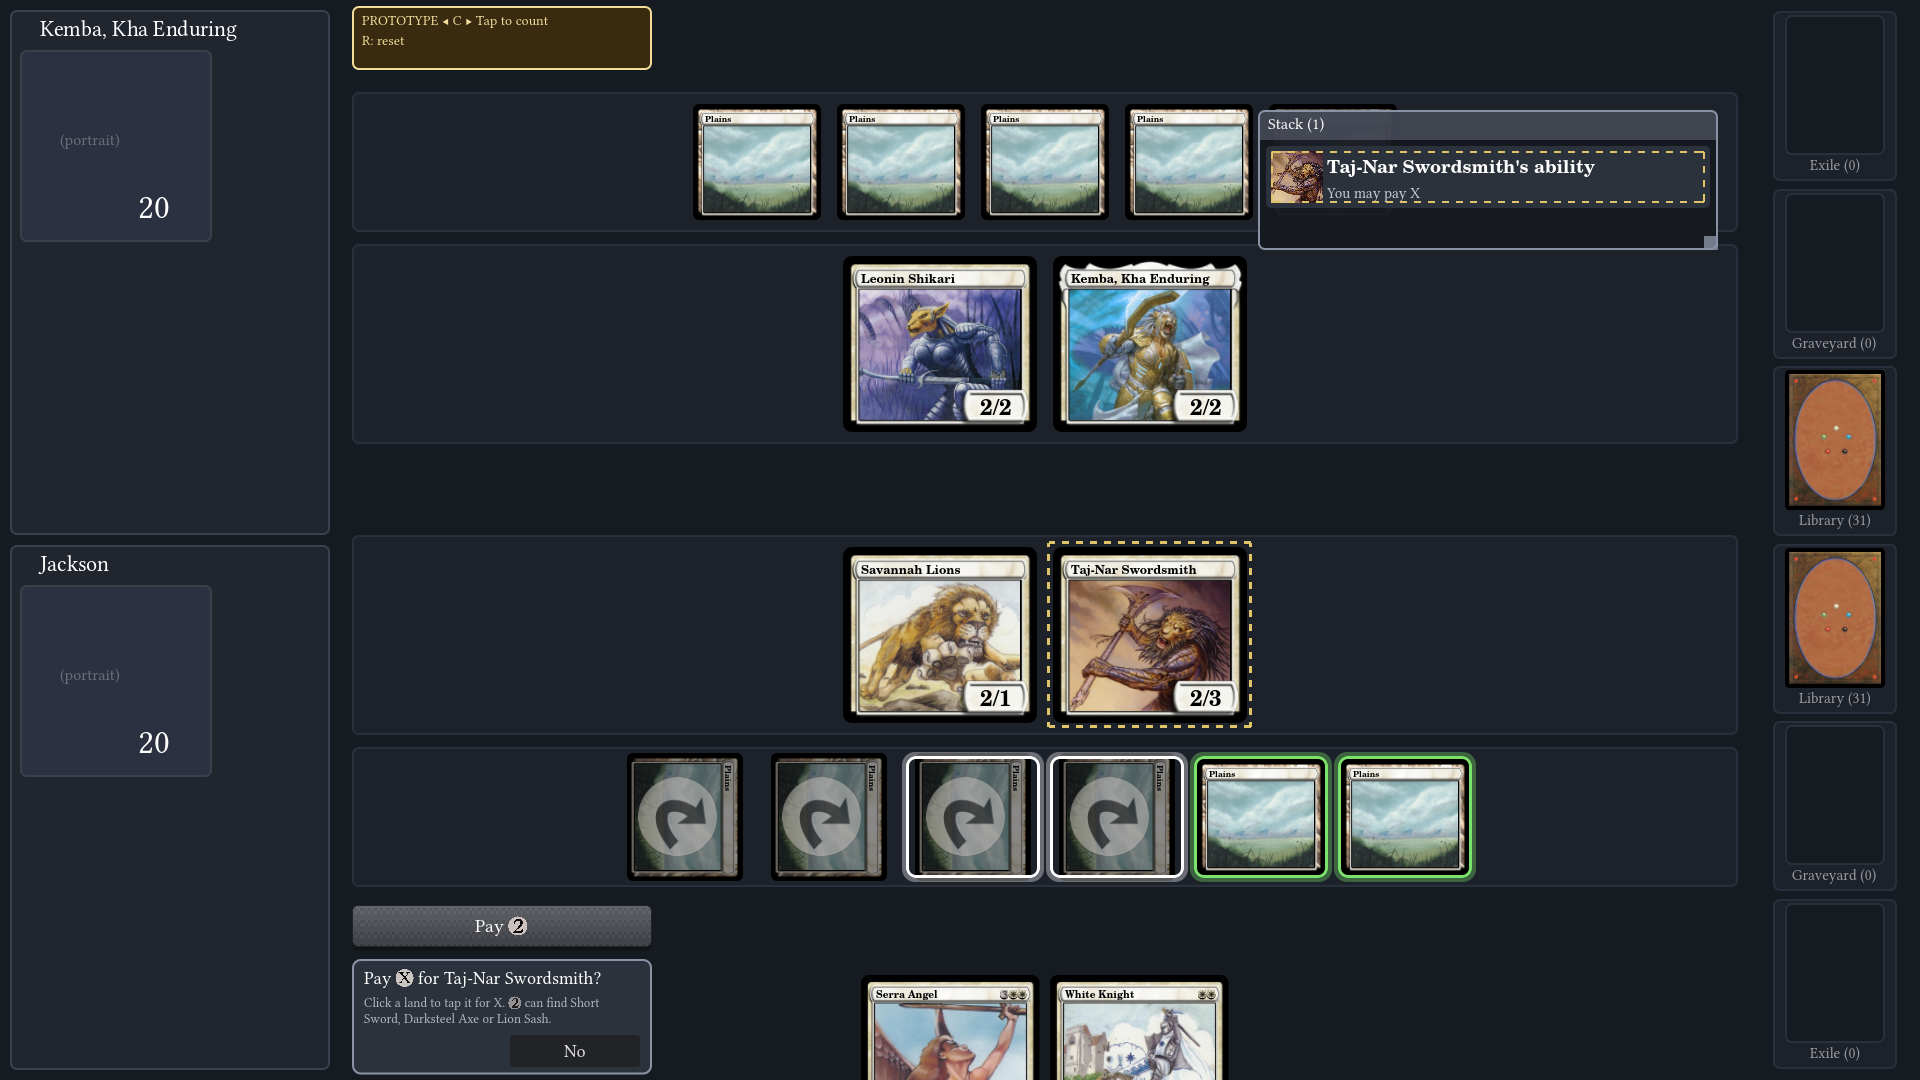 Kemba, Kha Enduring
(portrait)
20
PROTOTYPE ◂ C ▸ Tap to count
R: reset
Plains
Plains
Plains
Plains
Stack (1)
Taj-Nar Swordsmith's ability
You may pay X
Leonin Shikari
2/2
Kemba, Kha Enduring
2/2
Exile (0)
Graveyard (0)
Library (31)
Jackson
(portrait)
20
Savannah Lions
2/1
Taj-Nar Swordsmith
2/3
Plains
Plains
Plains
Plains
Plains
Plains
Library (31)
Graveyard (0)
Exile (0)
Pay 2
Pay X for Taj-Nar Swordsmith?
Click a land to tap it for X. 2 can find Short
Sword, Darksteel Axe or Lion Sash.
No
Serra Angel
3
White Knight